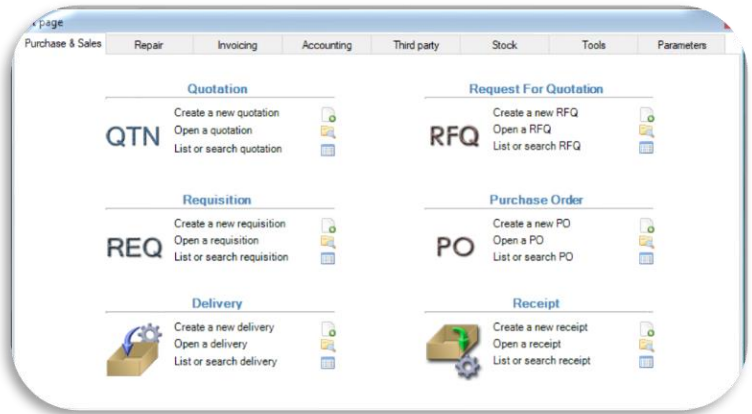 page
Purchase & Sales Repair Invoicing Accounting Third party Stock Tools Parameters
Quotation
QTN
Create a new quotation
Open a quotation
List or search quotation
Request For Quotation
RFQ
Create a new RFQ
Open a RFQ
List or search RFQ
Requisition
REQ
Create a new requisition
Open a requisition
List or search requisition
Purchase Order
PO
Create a new PO
Open a PO
List or search PO
Delivery
Create a new delivery
Open a delivery
List or search delivery
Receipt
Create a new receipt
Open a receipt
List or search receipt